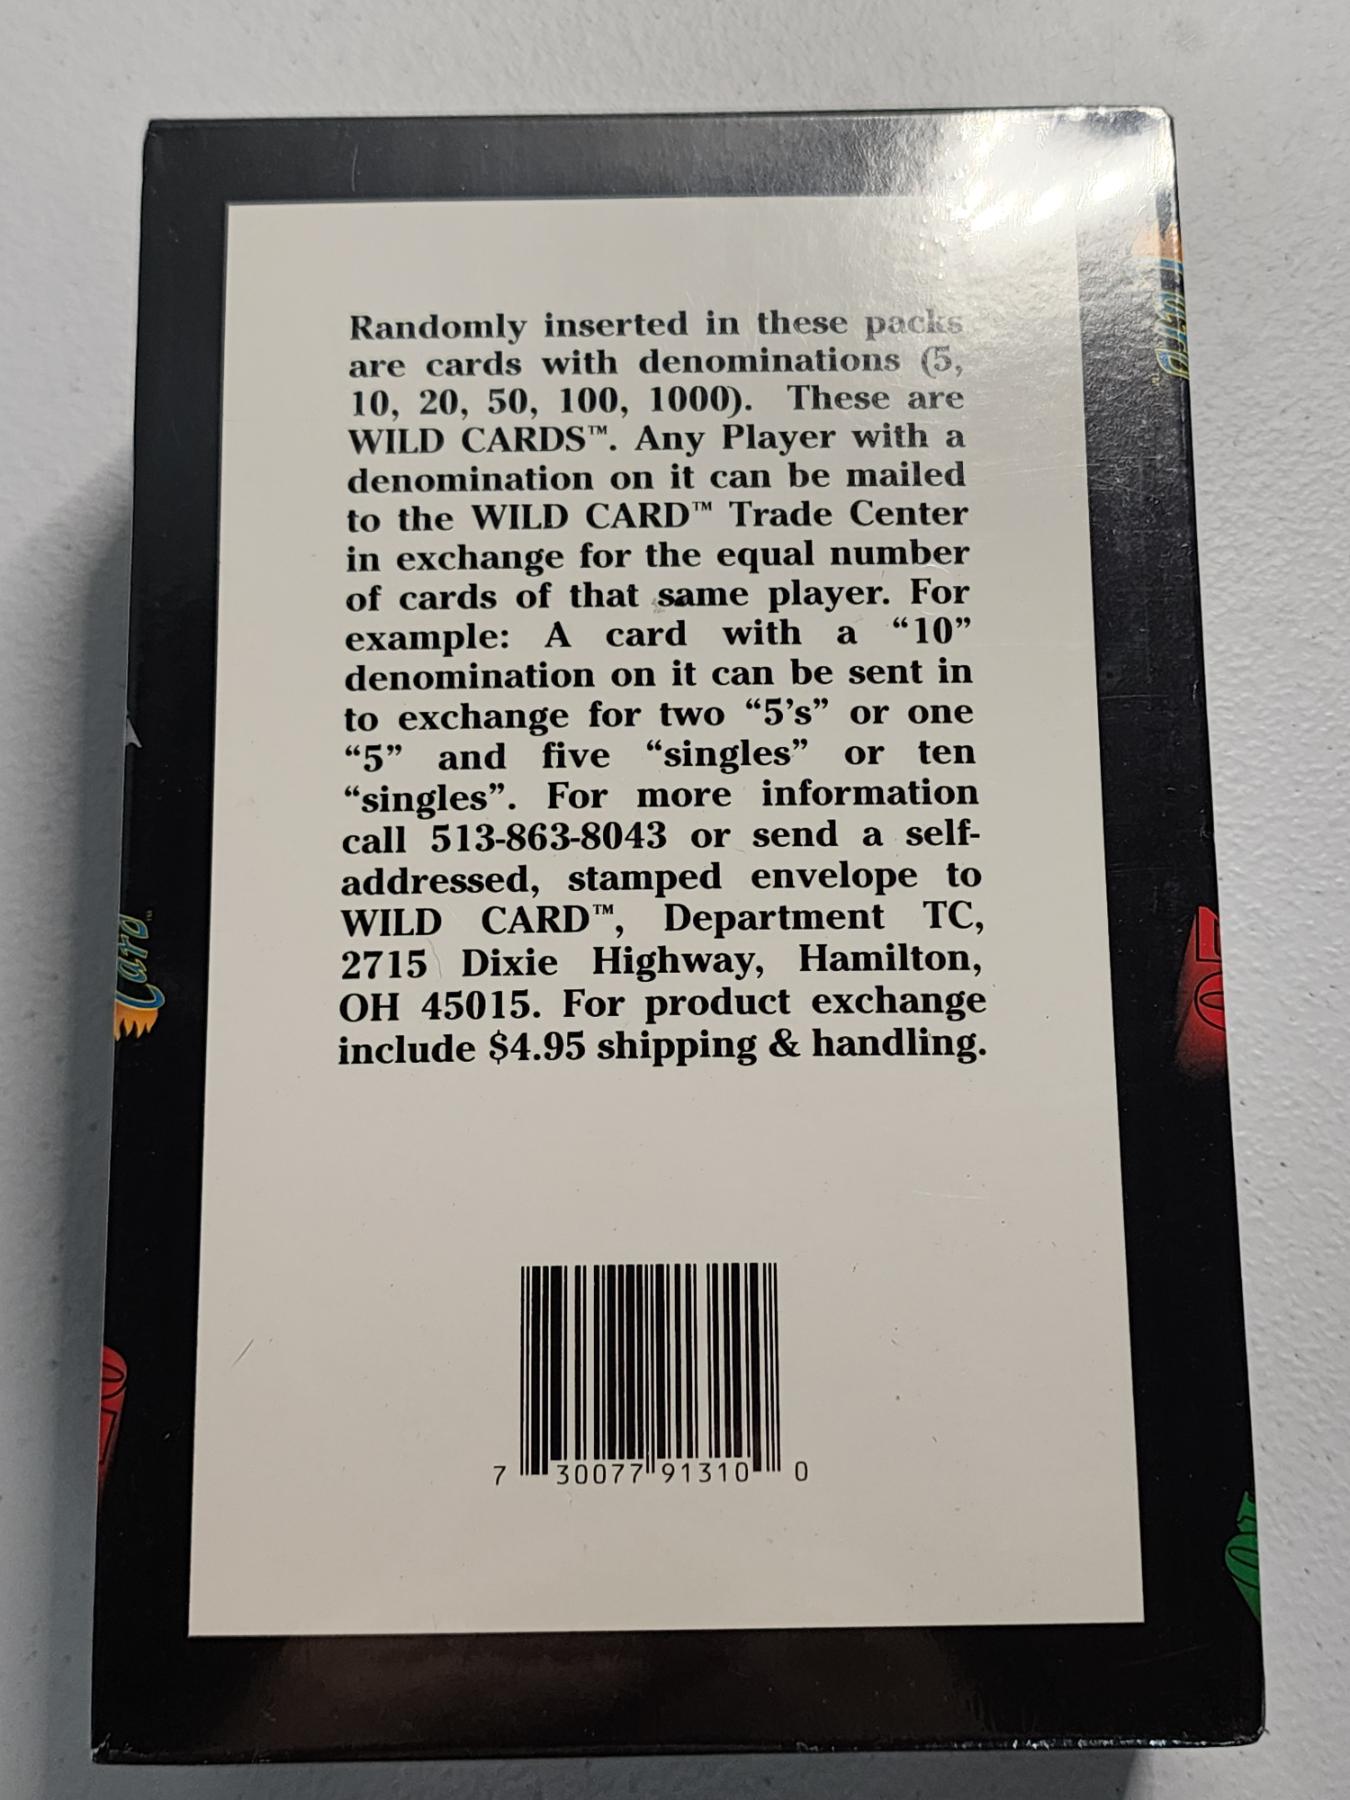 Randomly inserted in these packs
are cards with denominations (5,
10, 20, 50, 100, 1000). These are
WILD CARDS™. Any Player with a
denomination on it can be mailed
to the WILD CARD™ Trade Center
in exchange for the equal number
of cards of that same player. For
example: A card with a “10”
denomination on it can be sent in
to exchange for two “5's” or one
“5” and five “singles” or ten
“singles”. For more information
call 513-863-8043 or send a self-
addressed, stamped envelope to
WILD CARD™, Department TC,
2715 Dixie Highway, Hamilton,
OH 45015. For product exchange
include $4.95 shipping & handling.
7 30077 91310 0
Card